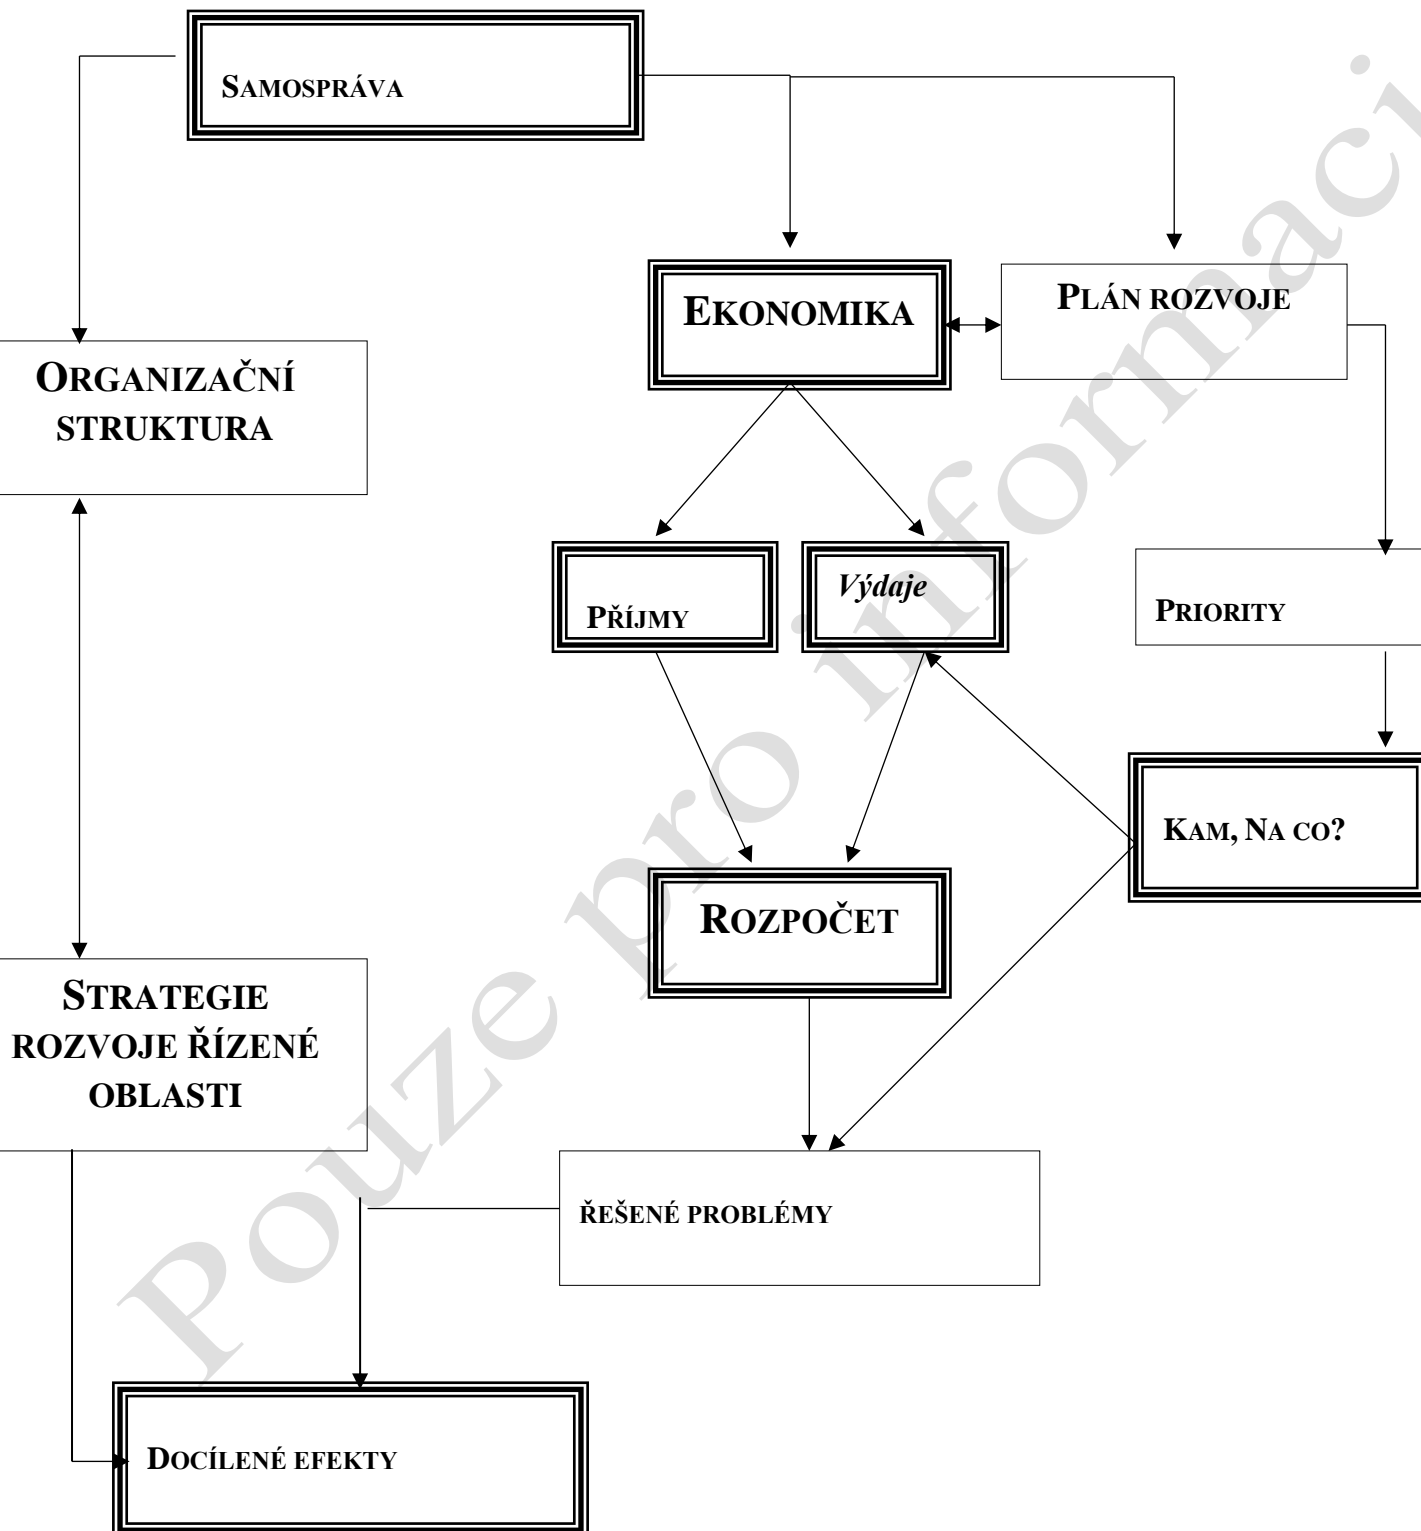 SAMOSPRÁVA
EKONOMIKA
PLÁN ROZVOJE
ORGANIZAČNÍ
STRUKTURA
PŘÍJMY
Výdaje
PRIORITY
KAM, NA CO?
ROZPOČET
STRATEGIE
ROZVOJE ŘÍZENÉ
OBLASTI
ŘEŠENÉ PROBLÉMY
DOCÍLENÉ EFEKTY
Pouze pro informaci